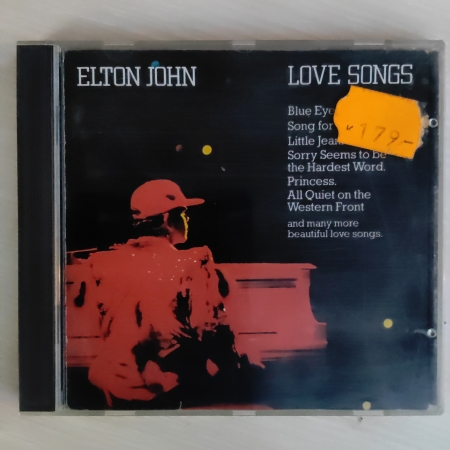 ELTON JOHN
LOVE SONGS
Blue Eye
Song for
Little Jean
Sorry Seems to be
the Hardest Word.
Princess.
All Quiet on the
Western Front
and many more
beautiful love songs.
179,-